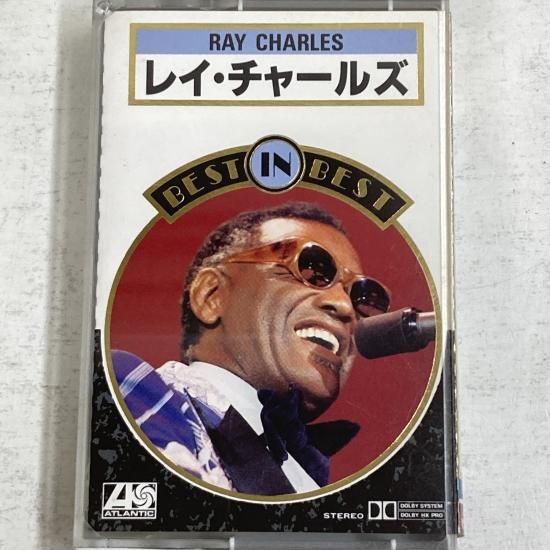 RAY CHARLES
レイ・チャールズ
BEST IN BEST
ATLANTIC
STEREO
DOLBY SYSTEM
DOLBY HX PRO